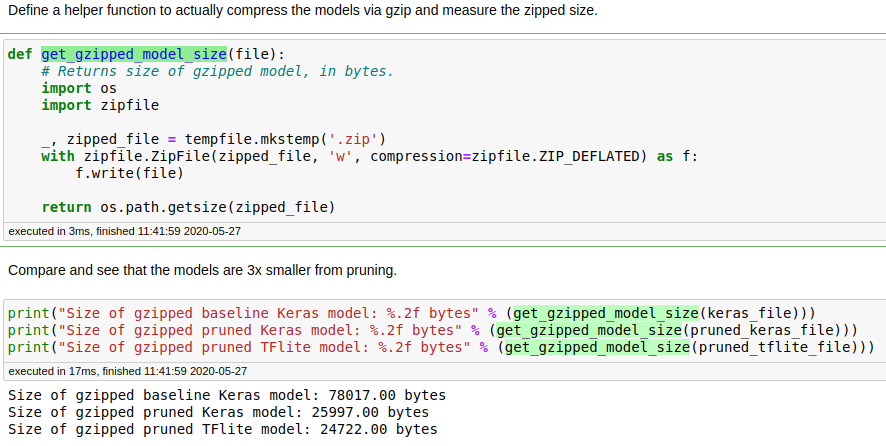 Define a helper function to actually compress the models via gzip and measure the zipped size.
def get_gzipped_model_size(file):
    # Returns size of gzipped model, in bytes.
    import os
    import zipfile

    _, zipped_file = tempfile.mkstemp('.zip')
    with zipfile.ZipFile(zipped_file, 'w', compression=zipfile.ZIP_DEFLATED) as f:
        f.write(file)

    return os.path.getsize(zipped_file)
executed in 3ms, finished 11:41:59 2020-05-27
Compare and see that the models are 3x smaller from pruning.
print("Size of gzipped baseline Keras model: %.2f bytes" % (get_gzipped_model_size(keras_file)))
print("Size of gzipped pruned Keras model: %.2f bytes" % (get_gzipped_model_size(pruned_keras_file)))
print("Size of gzipped pruned TFlite model: %.2f bytes" % (get_gzipped_model_size(pruned_tflite_file)))
executed in 17ms, finished 11:41:59 2020-05-27
Size of gzipped baseline Keras model: 78017.00 bytes
Size of gzipped pruned Keras model: 25997.00 bytes
Size of gzipped pruned TFlite model: 24722.00 bytes